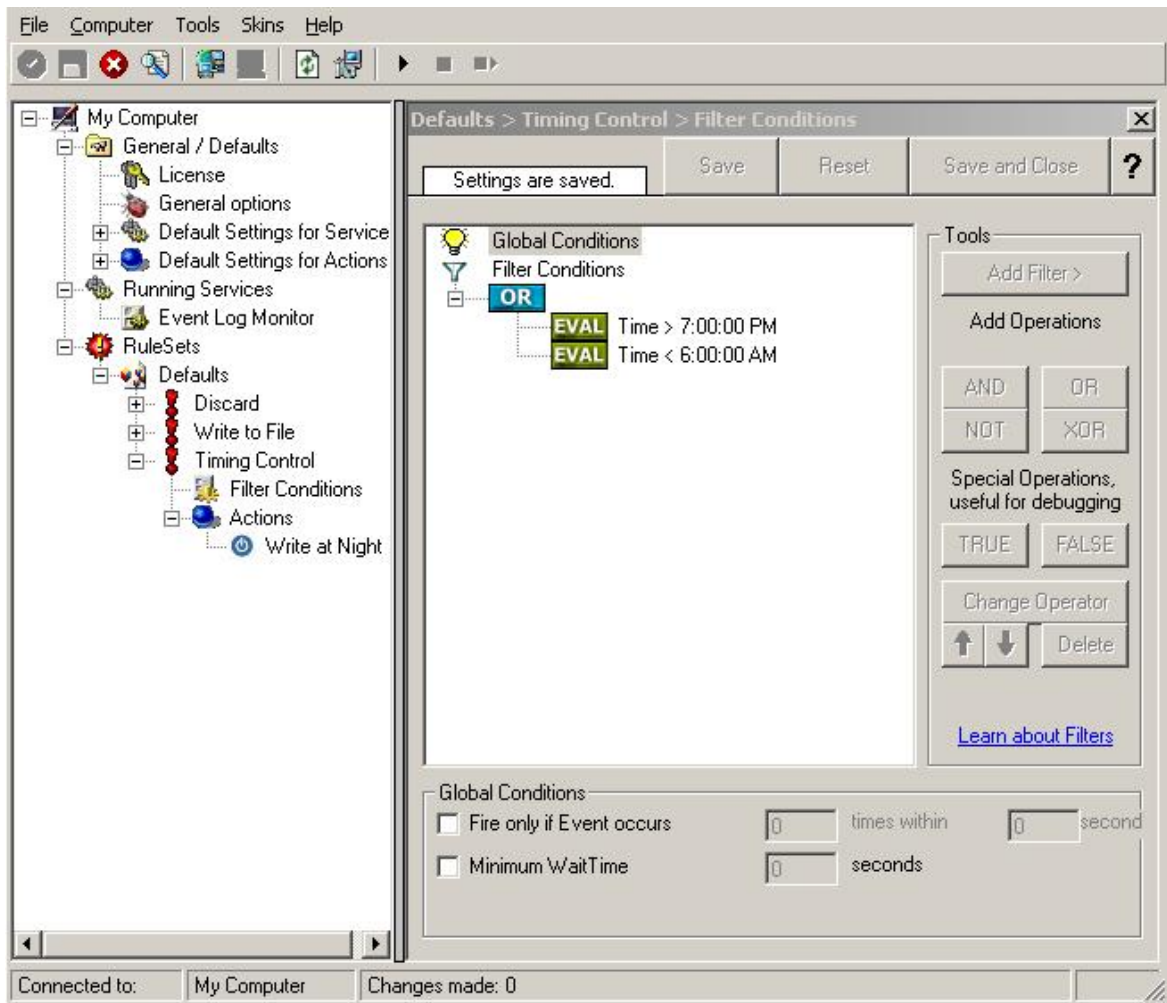 File Computer Tools Skins Help
My Computer
General / Defaults
License
General options
Default Settings for Service
Default Settings for Actions
Running Services
Event Log Monitor
RuleSets
Defaults
Discard
Write to File
Timing Control
Filter Conditions
Actions
Write at Night
Defaults > Timing Control > Filter Conditions
Settings are saved.
Save
Reset
Save and Close
?
Global Conditions
Filter Conditions
OR
EVAL Time > 7:00:00 PM
EVAL Time < 6:00:00 AM
Tools
Add Filter >
Add Operations
AND OR
NOT XOR
Special Operations,
useful for debugging
TRUE FALSE
Change Operator
Delete
Learn about Filters
Global Conditions
Fire only if Event occurs 0 times within 0 second
Minimum WaitTime 0 seconds
Connected to: My Computer Changes made: 0